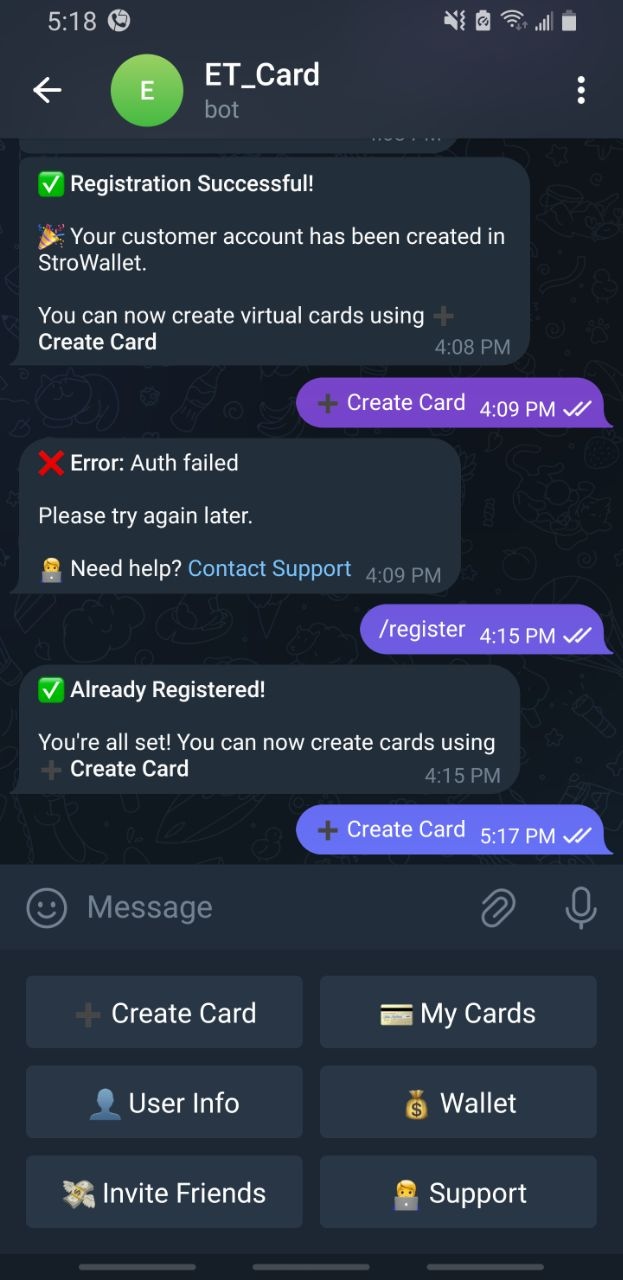 5:18
ET_Card
E
bot
✅ Registration Successful!
🎉 Your customer account has been created in
StroWallet.
You can now create virtual cards using ➕
Create Card
4:08 PM
➕ Create Card 4:09 PM
❌ Error: Auth failed
Please try again later.
👨‍💻 Need help? Contact Support 4:09 PM
/register 4:15 PM
✅ Already Registered!
You're all set! You can now create cards using
➕ Create Card
4:15 PM
➕ Create Card 5:17 PM
Message
➕ Create Card
💳 My Cards
👤 User Info
💰 Wallet
💸 Invite Friends
👨‍💻 Support